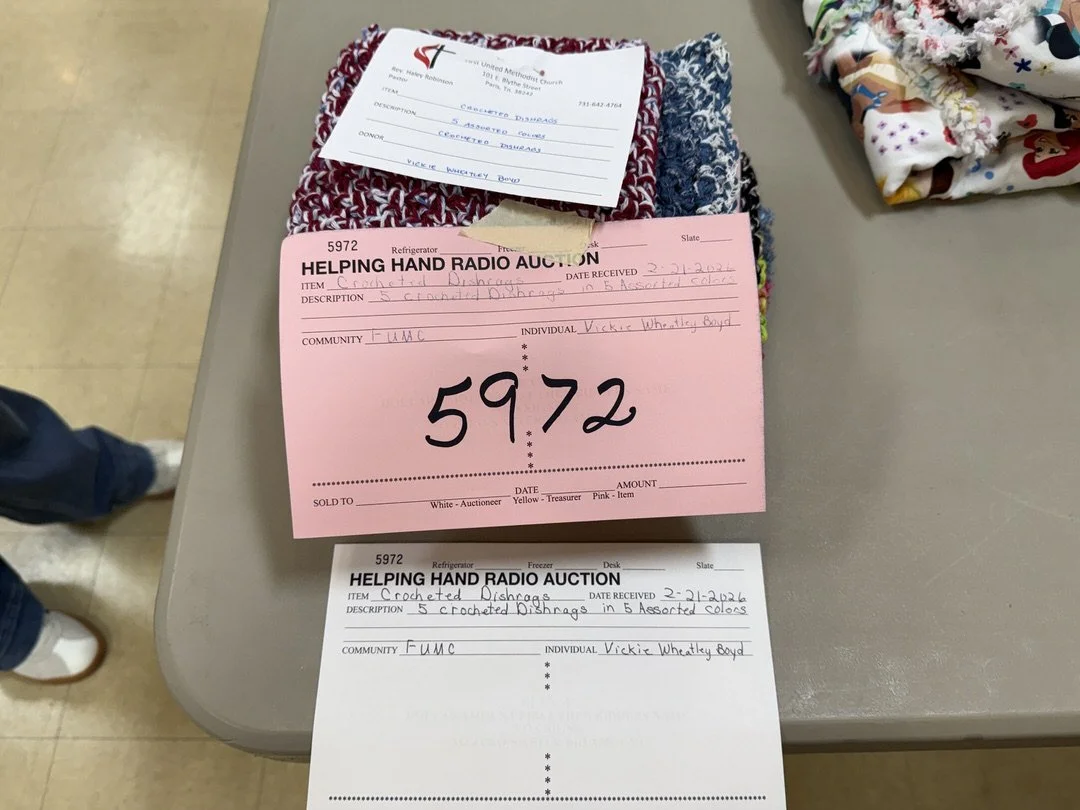 United Methodist Church
Rev. Haley Robinson
101 E. Blythe Street
Pastor
Paris, Tn. 38242
731-642-4764
ITEM CROCHETED DISHRAGS
DESCRIPTION 5 ASSORTED COLORS
CROCHETED DISHRAGS
DONOR
VICKIE WHEATLEY BOYD
5972 Refrigerator Slate
HELPING HAND RADIO AUCTION
ITEM Crocheted Dishrags DATE RECEIVED 2-21-2026
DESCRIPTION 5 crocheted Dishrags in 5 Assorted colors
COMMUNITY FUMC INDIVIDUAL Vickie Wheatley Boyd
5972
SOLD TO DATE AMOUNT
White - Auctioneer Yellow - Treasurer Pink - Item
5972 Refrigerator Freezer Desk Slate
HELPING HAND RADIO AUCTION
ITEM Crocheted Dishrags DATE RECEIVED 2-21-2026
DESCRIPTION 5 crocheted Dishrags in 5 Assorted colors
COMMUNITY FUMC INDIVIDUAL Vickie Wheatley Boyd